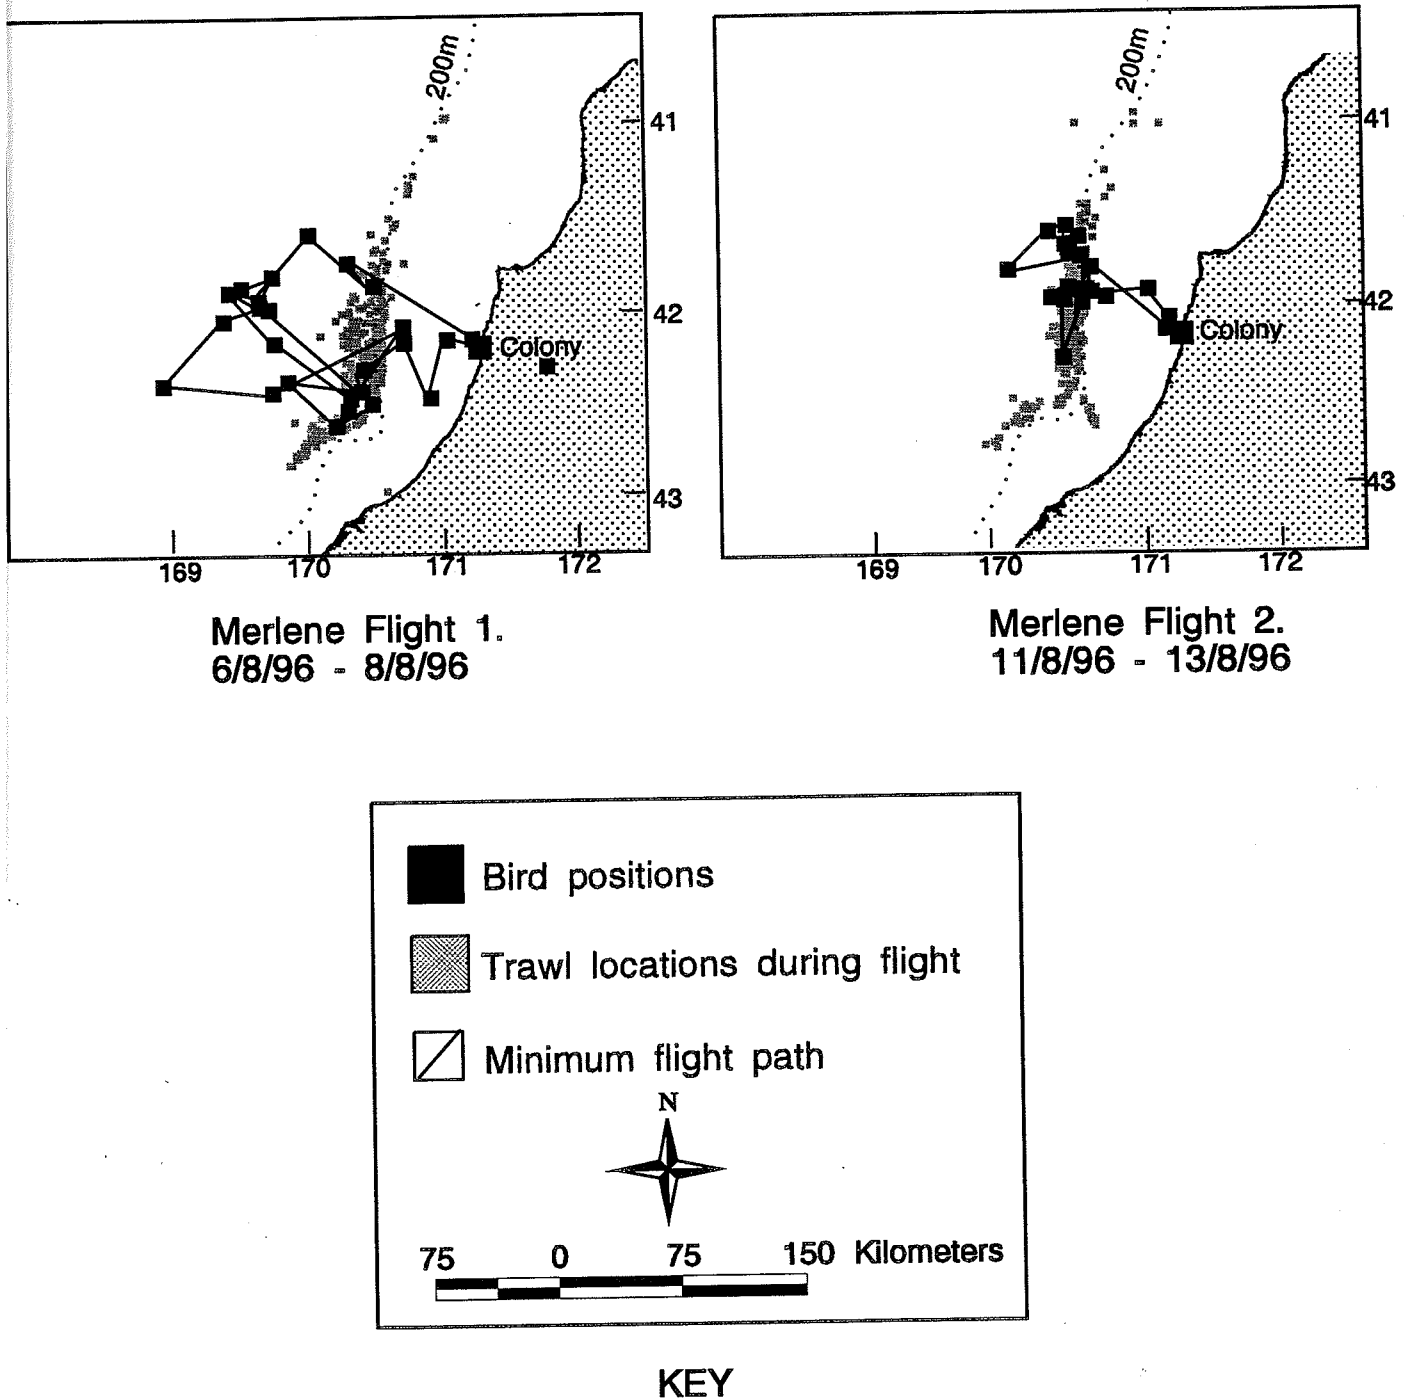 200m
41
42
Colony
43
169 170 171 172
Merlene Flight 1.
6/8/96 - 8/8/96
200m
41
42
Colony
43
169 170 171 172
Merlene Flight 2.
11/8/96 - 13/8/96
Bird positions
Trawl locations during flight
Minimum flight path
N
75 0 75 150 Kilometers
KEY